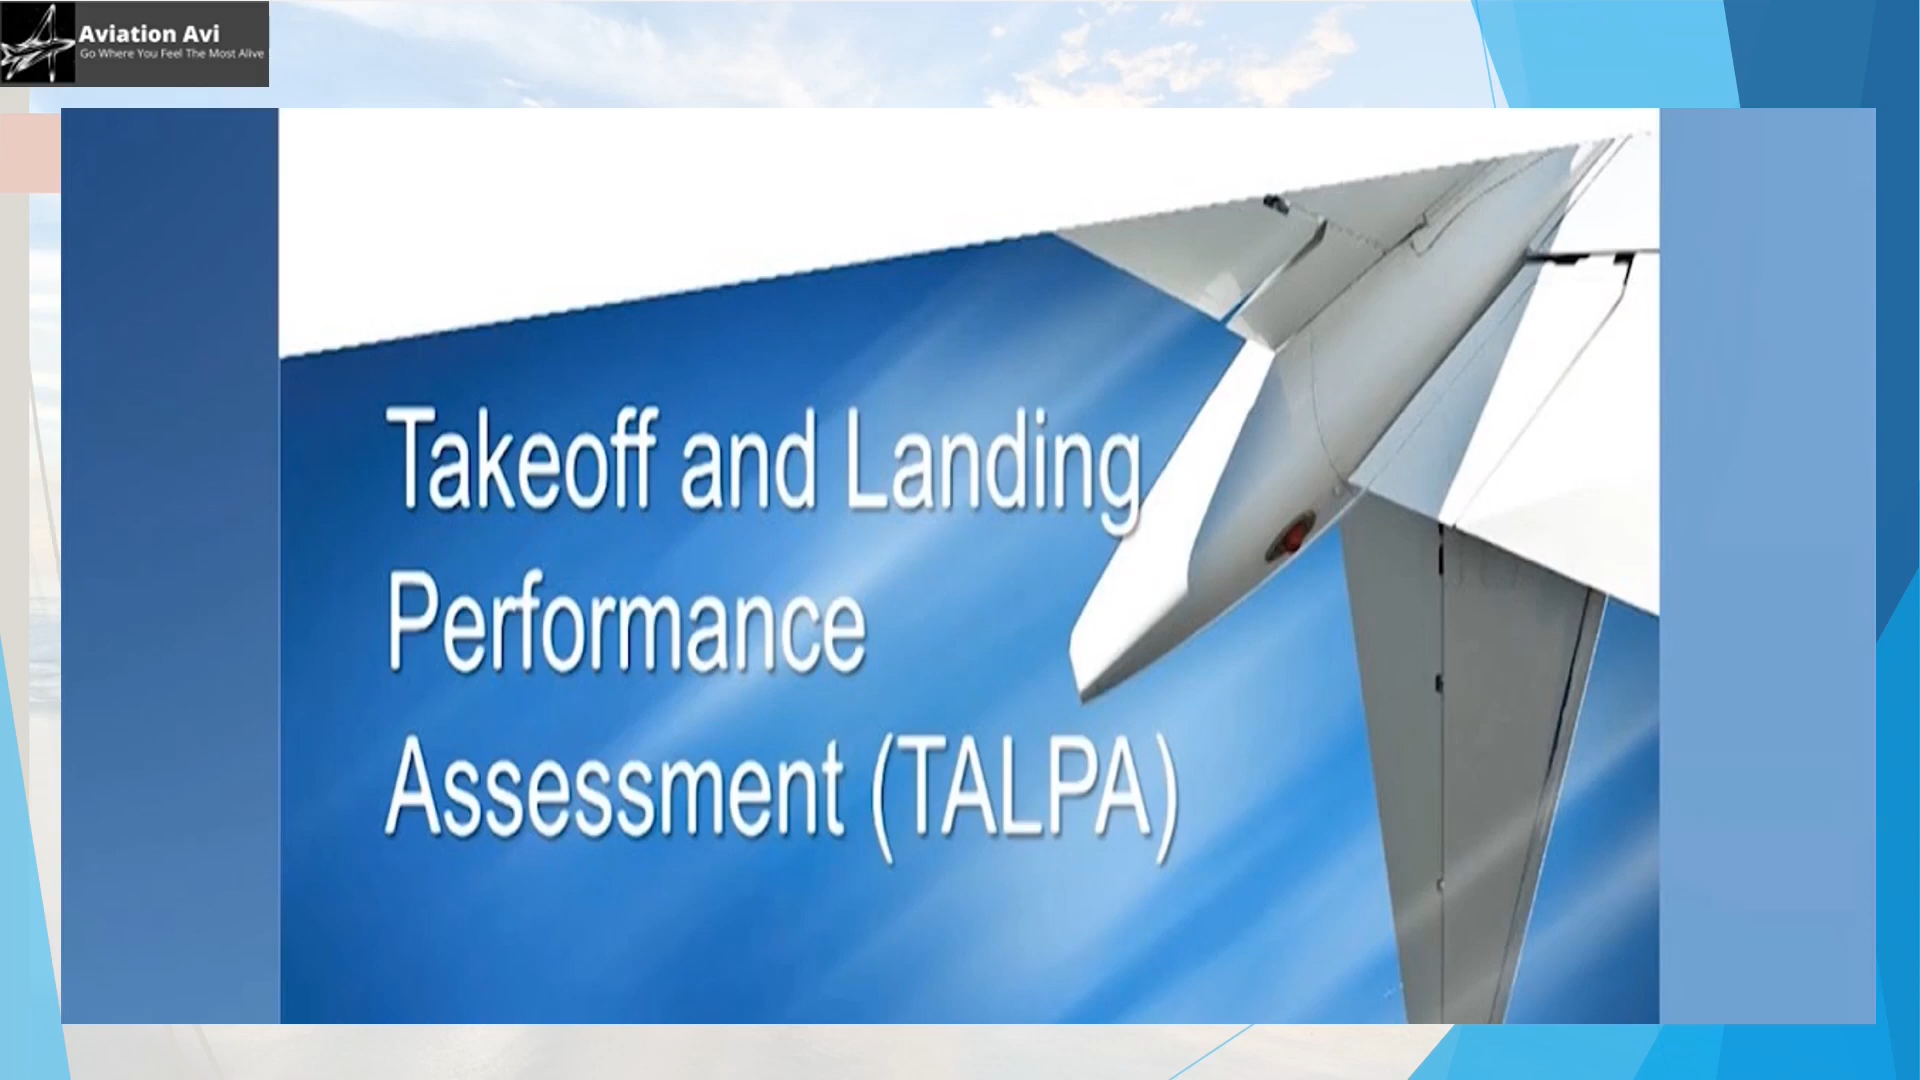 Aviation Avi
Go Where You Feel The Most Alive
Takeoff and Landing
Performance
Assessment (TALPA)